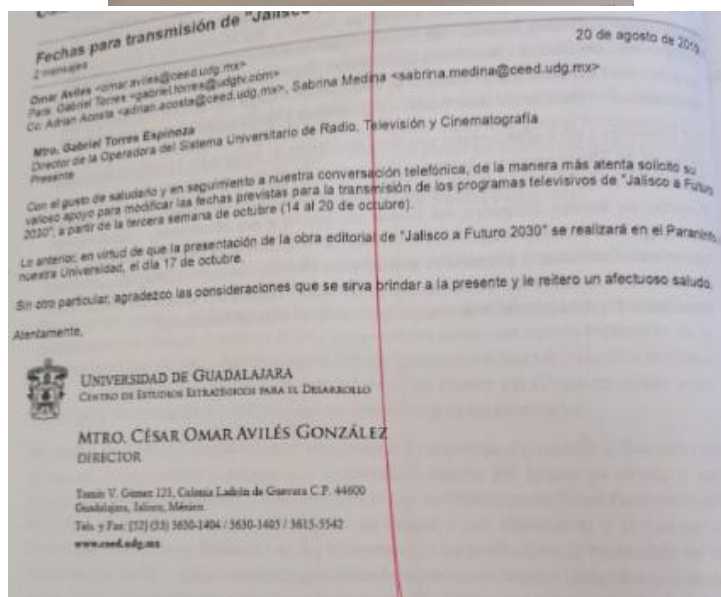 Fechas para transmisión de "Jalisco
2 mensajes
20 de agosto de 2019
Omar Aviles <omar.aviles@ceed.udg.mx>
Para: Gabriel Torres <gabriel.torres@udgtv.com>
Cc: Adrian Acosta <adrian.acosta@ceed.udg.mx>, Sabrina Medina <sabrina.medina@ceed.udg.mx>
Mtro. Gabriel Torres Espinoza
Director de la Operadora del Sistema Universitario de Radio, Televisión y Cinematografía
Presente
Con el gusto de saludarlo y en seguimiento a nuestra conversación telefónica, de la manera más atenta solicito su
valioso apoyo para modificar las fechas previstas para la transmisión de los programas televisivos de "Jalisco a Futuro
2030", a partir de la tercera semana de octubre (14 al 20 de octubre).
Lo anterior, en virtud de que la presentación de la obra editorial de "Jalisco a Futuro 2030" se realizará en el Paraninfo
nuestra Universidad, el día 17 de octubre.
Sin otro particular, agradezco las consideraciones que se sirva brindar a la presente y le reitero un afectuoso saludo.
Atentamente,
UNIVERSIDAD DE GUADALAJARA
CENTRO DE ESTUDIOS ESTRATÉGICOS PARA EL DESARROLLO
MTRO. CÉSAR OMAR AVILÉS GONZÁLEZ
DIRECTOR
Tomás V. Gómez 121, Colonia Ladrón de Guevara C.P. 44600
Guadalajara, Jalisco, México.
Tels. y Fax: [52] (33) 3630-1404 / 3630-1405 / 3615-5542
www.ceed.udg.mx